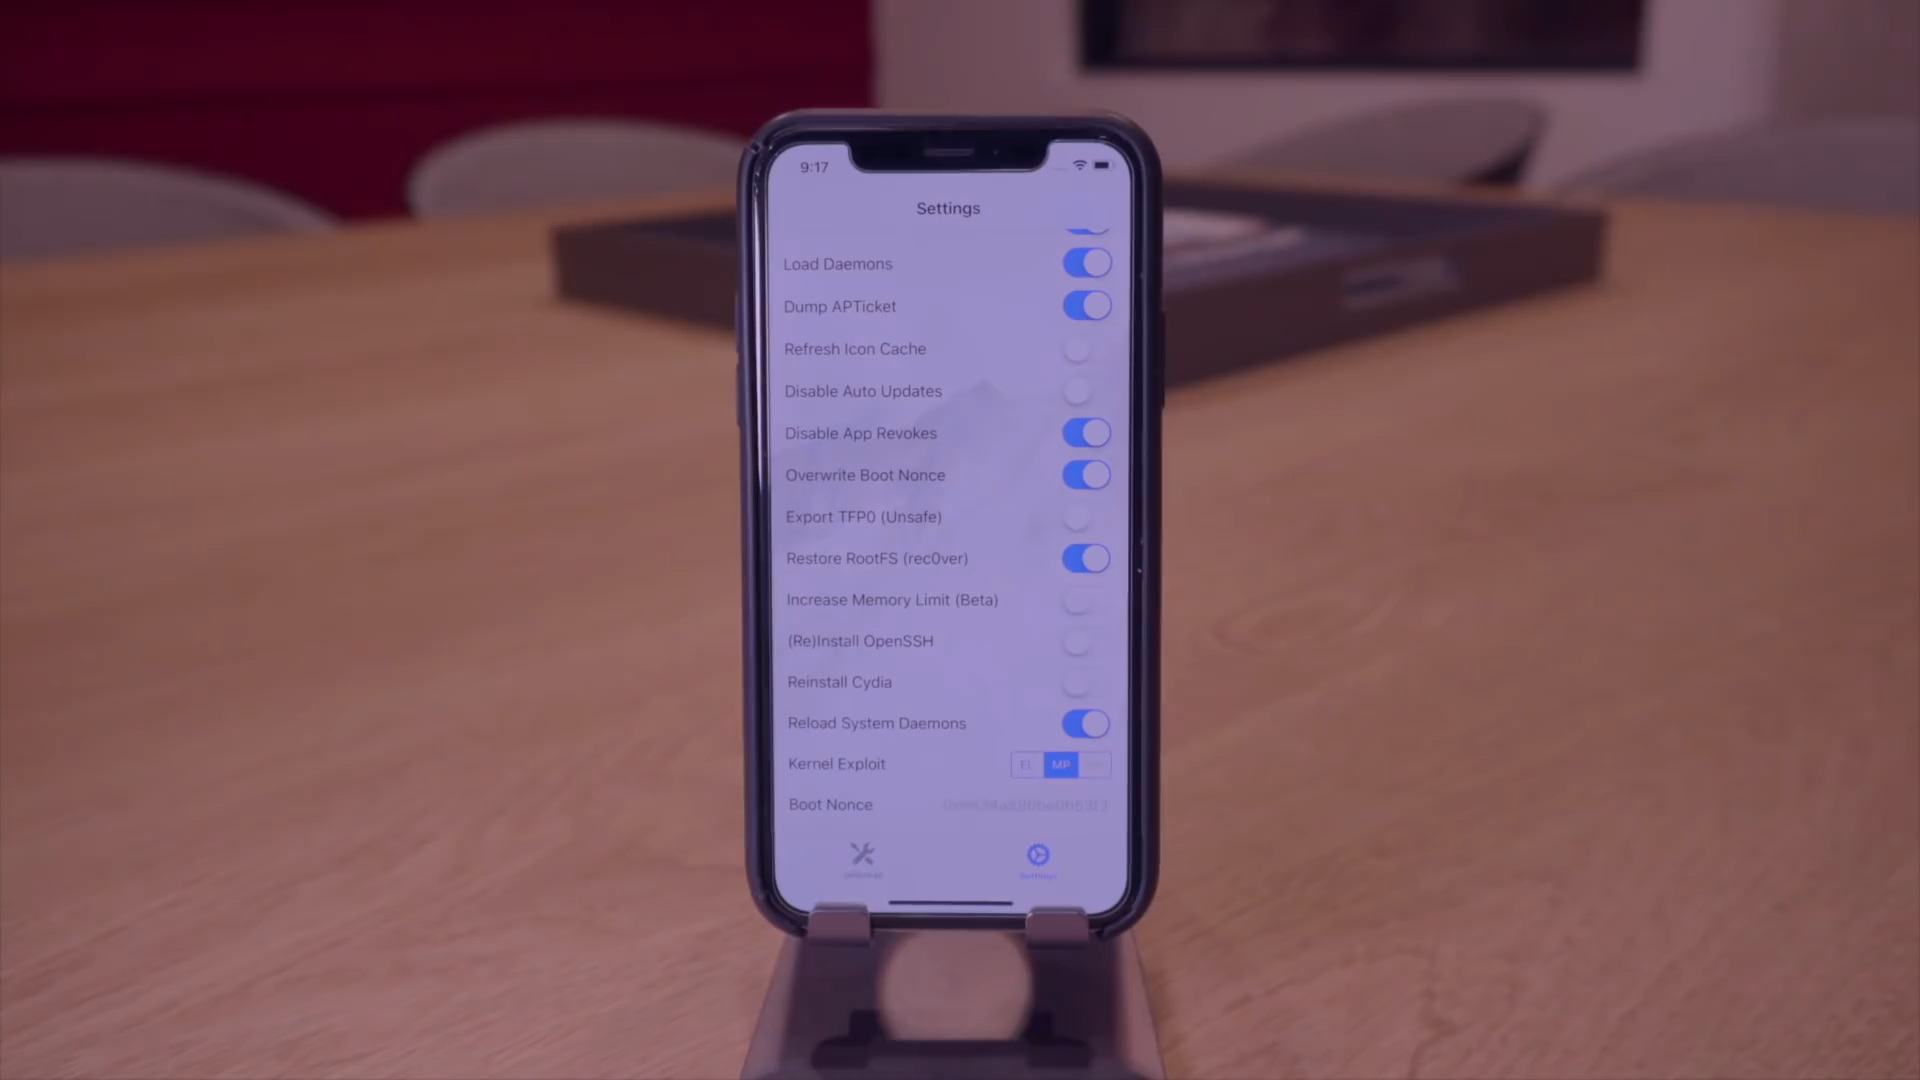 9:17
Settings
Load Daemons
Dump APTicket
Refresh Icon Cache
Disable Auto Updates
Disable App Revokes
Overwrite Boot Nonce
Export TFP0 (Unsafe)
Restore RootFS (rec0ver)
Increase Memory Limit (Beta)
(Re)Install OpenSSH
Reinstall Cydia
Reload System Daemons
Kernel Exploit EL MP
Boot Nonce
Settings